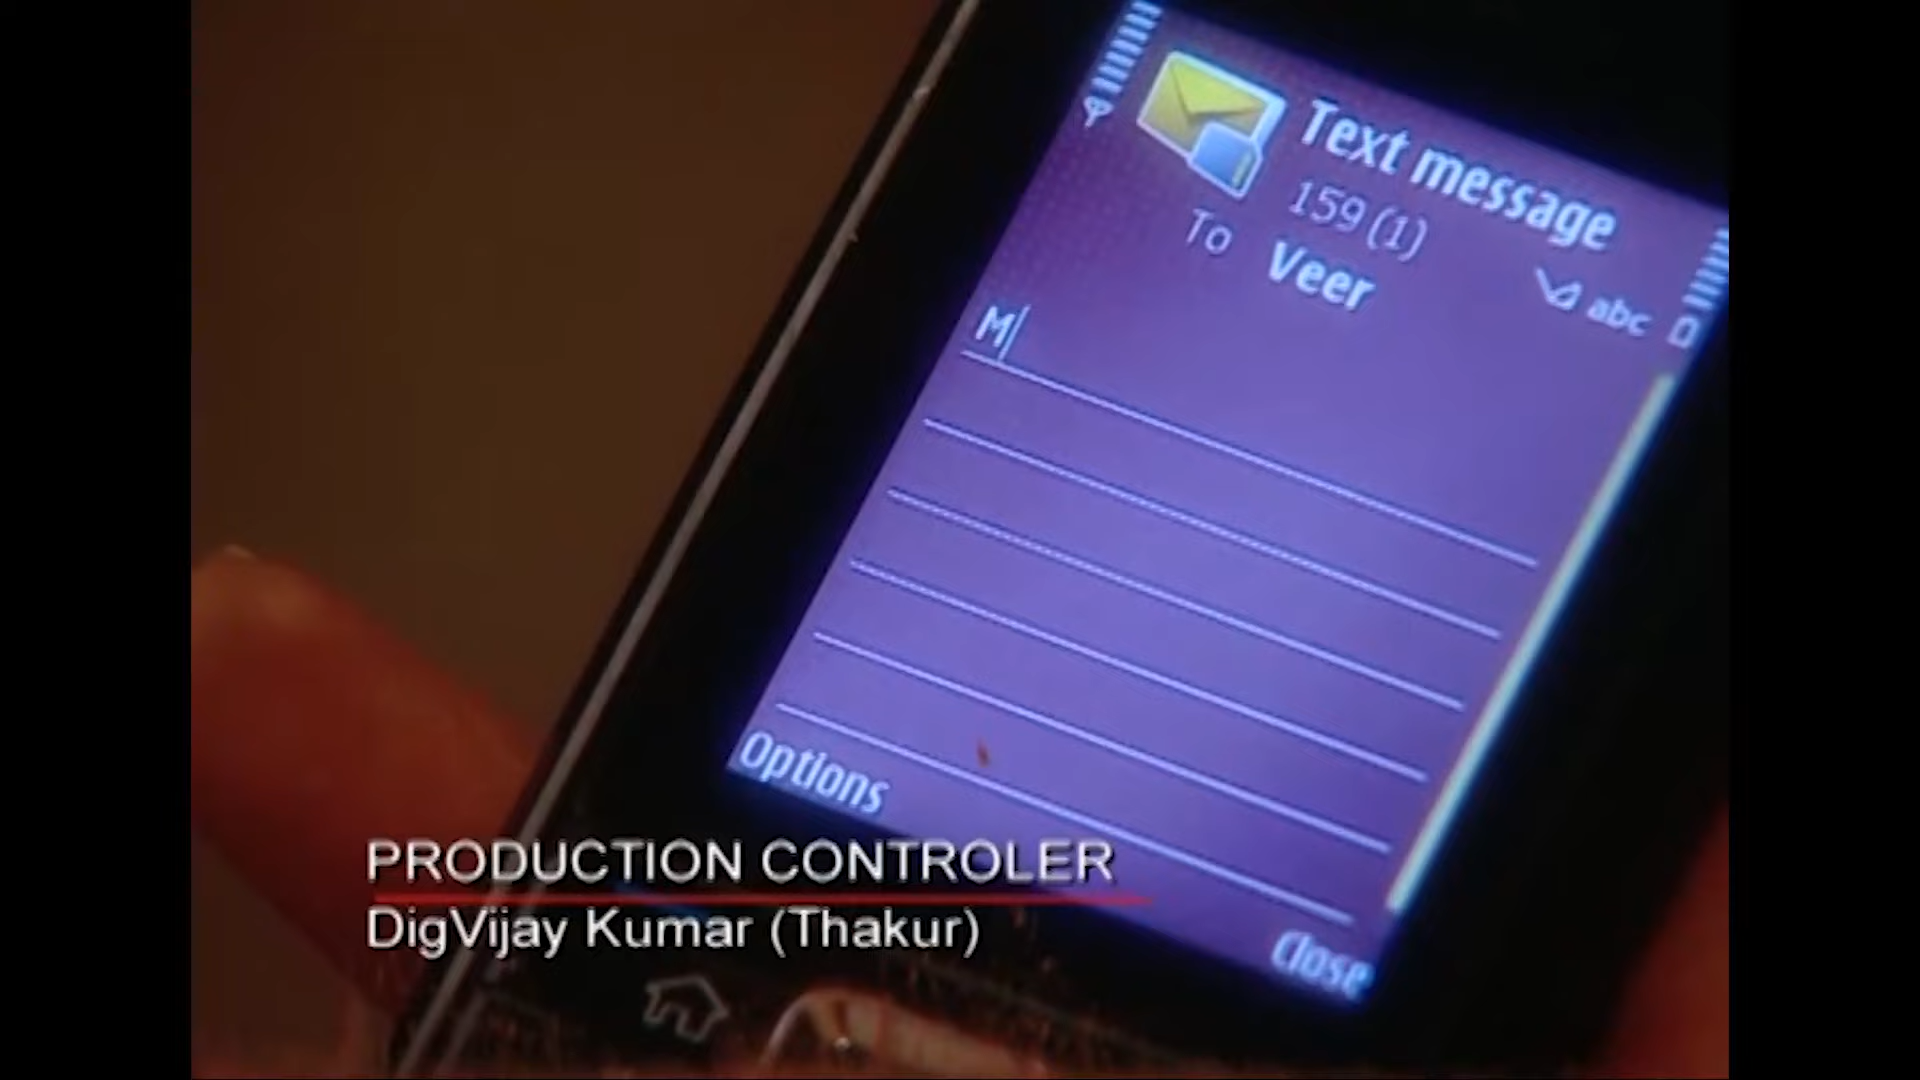 Text message
159(1)
To Veer
abc
M
Options
Close
PRODUCTION CONTROLER
DigVijay Kumar (Thakur)